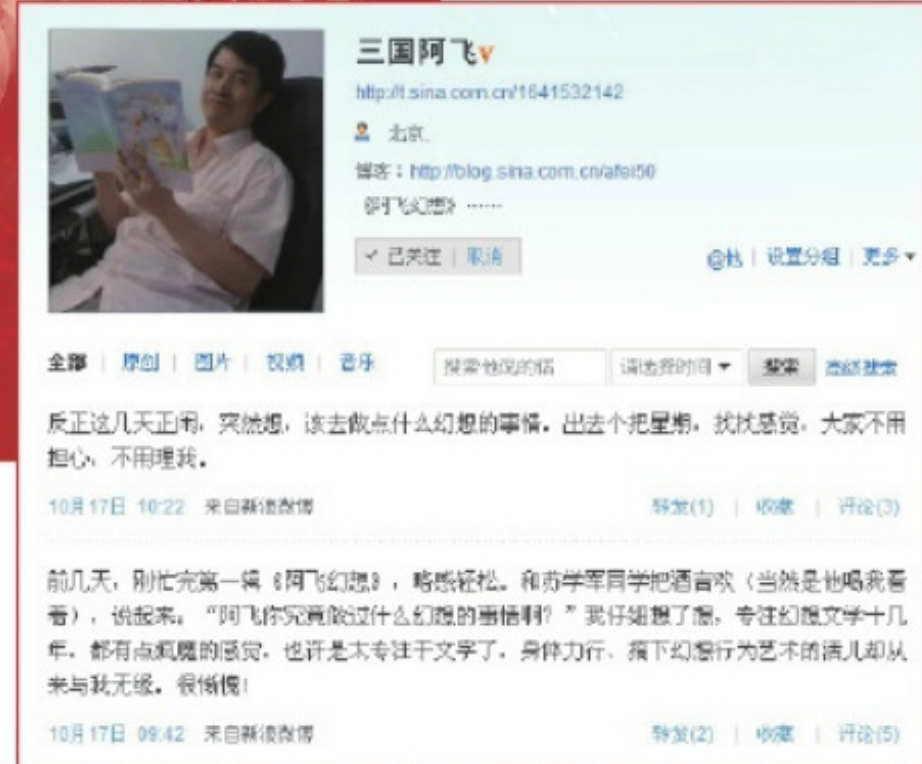 三国阿飞V
http://t.sina.com.cn/1641532142
北京,
博客：http://blog.sina.com.cn/afei50
《阿飞幻想》……
✓ 已关注 | 取消
@他 | 设置分组 | 更多
全部 | 原创 | 图片 | 视频 | 音乐
搜索他说的话 请选择时间 搜索 高级搜索
反正这几天正闲，突然想，该去做点什么幻想的事情。出去个把星期，找找感觉，大家不用
担心，不用理我。
10月17日 10:22 来自新浪微博
转发(1) | 收藏 | 评论(3)
前几天，刚忙完第一辑《阿飞幻想》，略感轻松。和苏学军同学把酒言欢（当然是他喝我看
着），说起来，“阿飞你究竟做过什么幻想的事情啊？”我仔细想了想，专注幻想文学十几
年，都有点疯魔的感觉，也许是太专注于文字了，身体力行、搞下幻想行为艺术的活儿却从
来与我无缘。很惭愧！
10月17日 09:42 来自新浪微博
转发(2) | 收藏 | 评论(5)